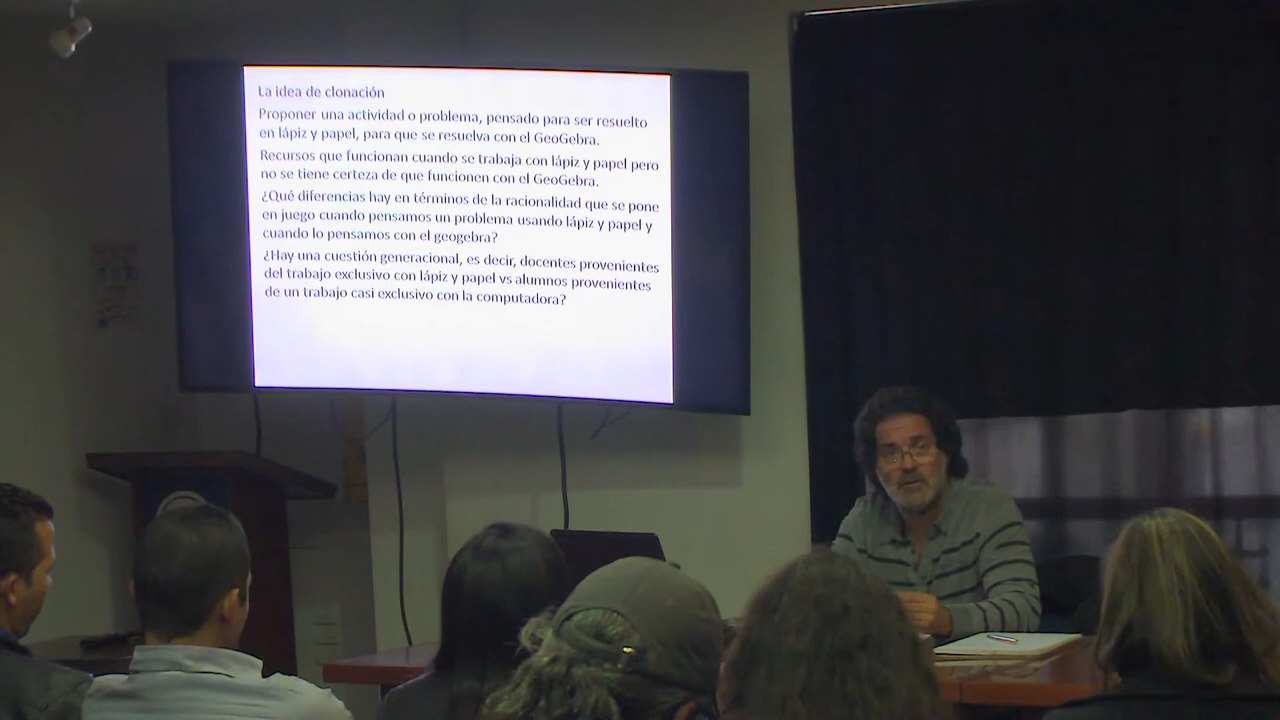 La idea de clonación
Proponer una actividad o problema, pensado para ser resuelto
en lápiz y papel, para que se resuelva con el GeoGebra.
Recursos que funcionan cuando se trabaja con lápiz y papel pero
no se tiene certeza de que funcionen con el GeoGebra.
¿Qué diferencias hay en términos de la racionalidad que se pone
en juego cuando pensamos un problema usando lápiz y papel y
cuando lo pensamos con el geogebra?
¿Hay una cuestión generacional, es decir, docentes provenientes
del trabajo exclusivo con lápiz y papel vs alumnos provenientes
de un trabajo casi exclusivo con la computadora?